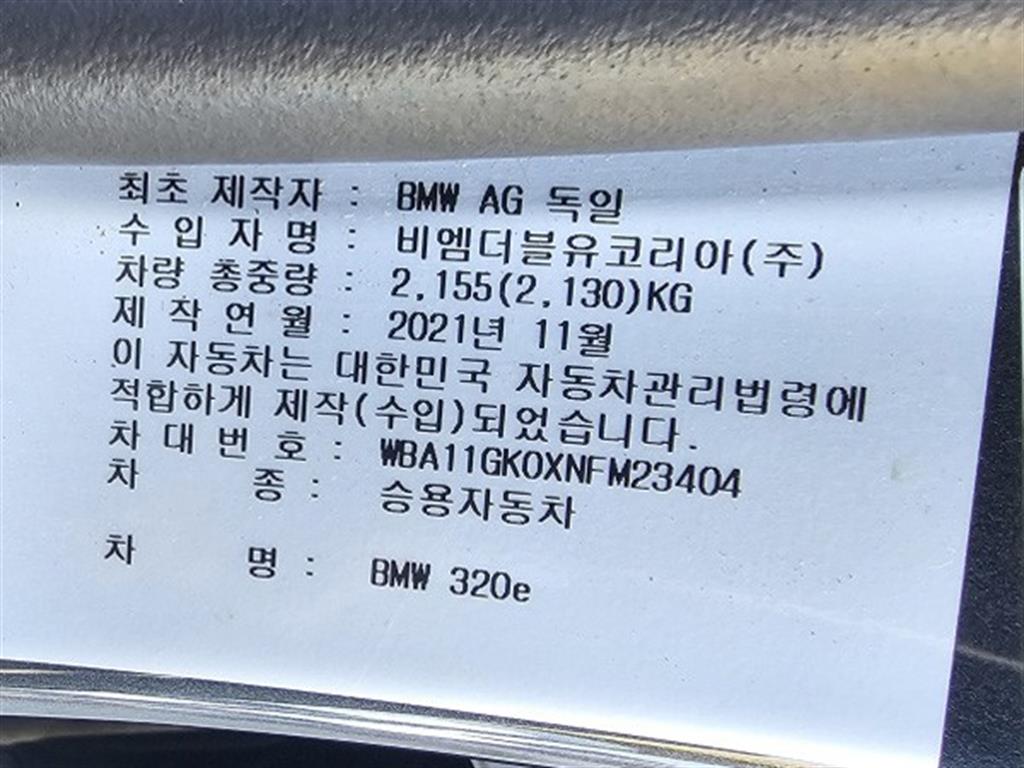 최초 제작자 : BMW AG 독일
수 입 자 명 : 비엠더블유코리아(주)
차량 총중량 : 2,155(2,130)KG
제 작 연 월 : 2021년 11월
이 자동차는 대한민국 자동차관리법령에
적합하게 제작(수입)되었습니다.
차 대 번 호 : WBA11GK0XNFM23404
차 종 : 승용자동차
차 명 : BMW 320e